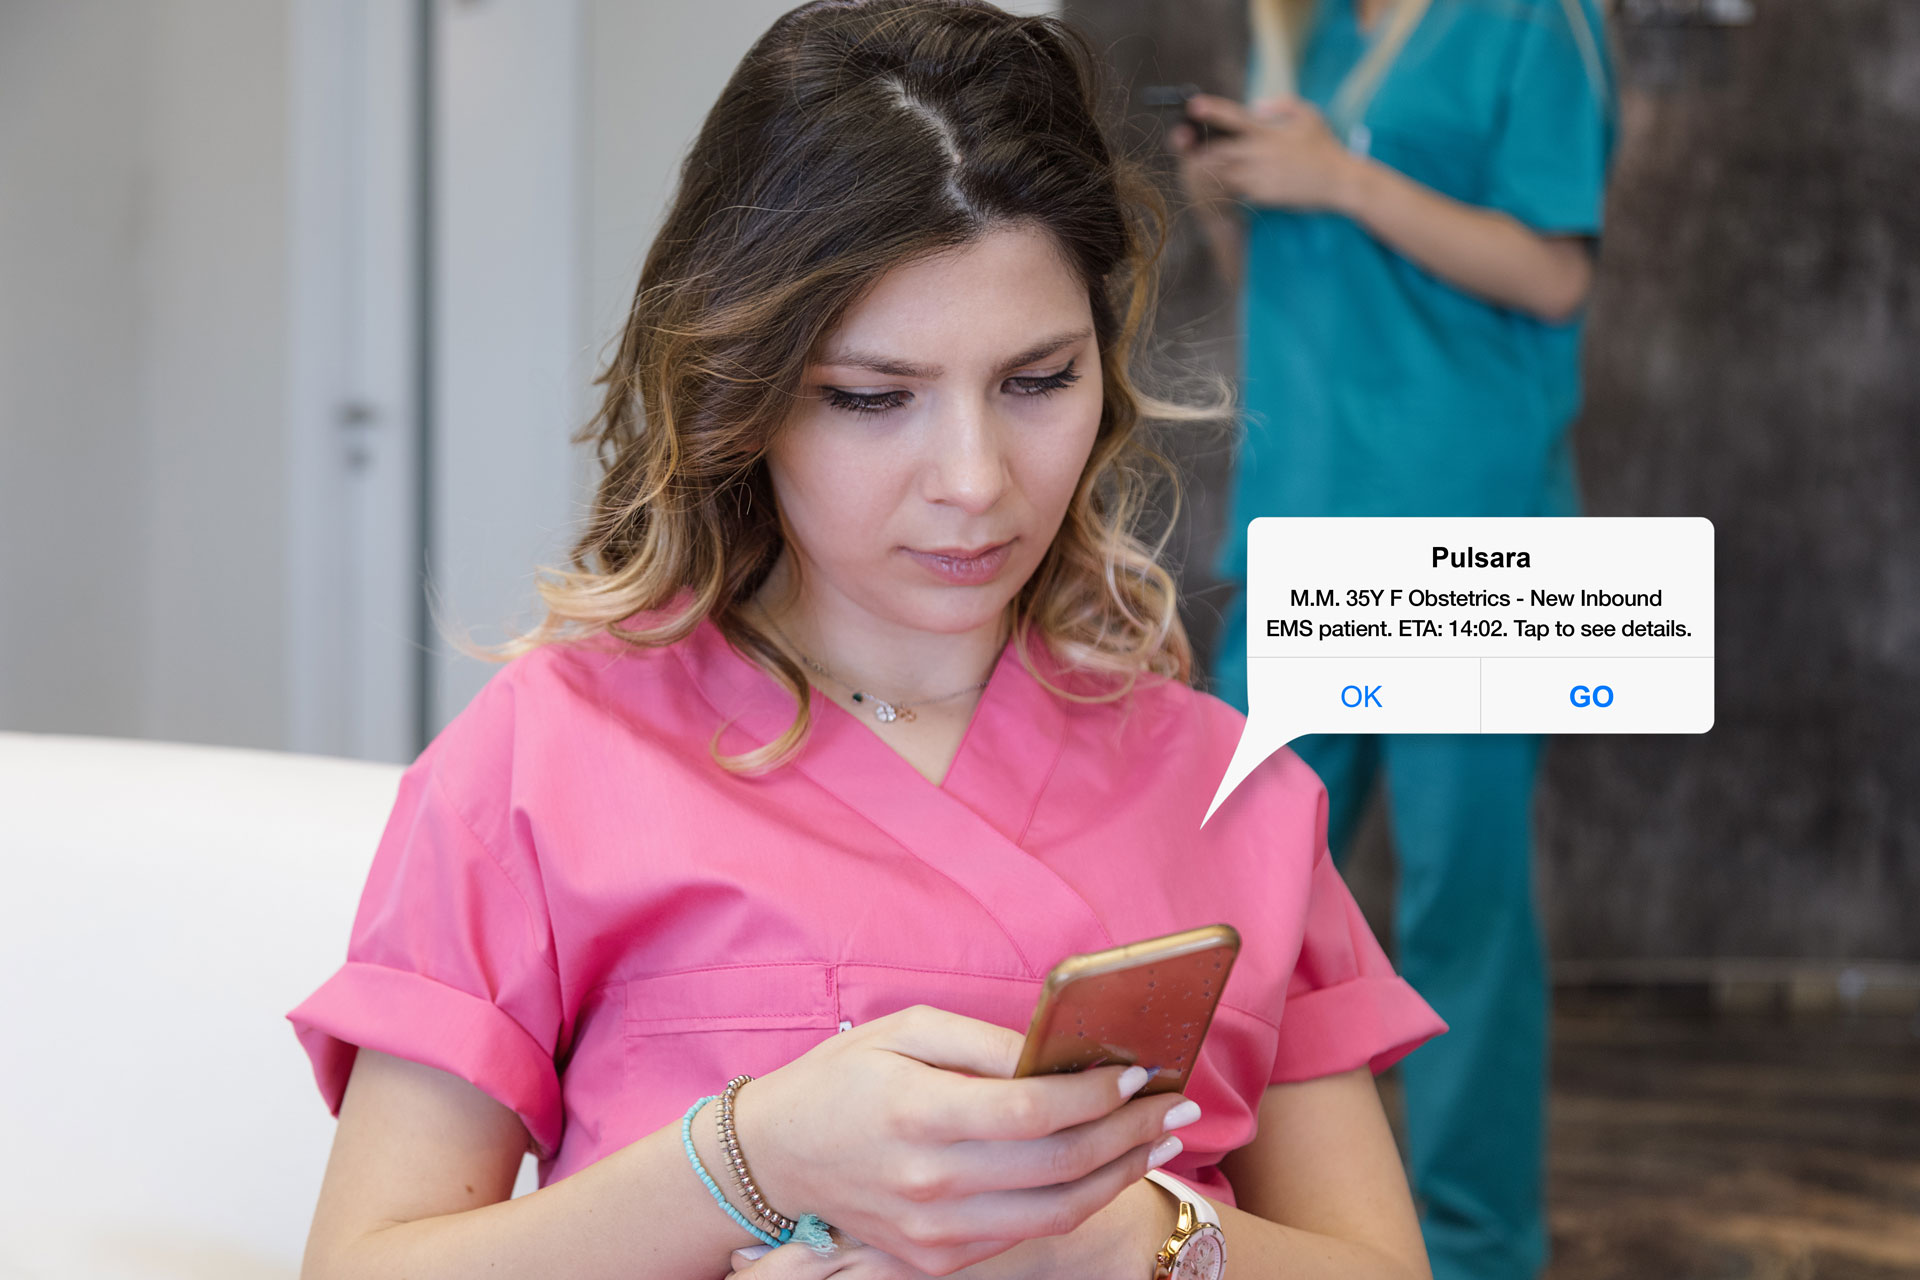 Pulsara
M.M. 35Y F Obstetrics - New Inbound
EMS patient. ETA: 14:02. Tap to see details.
OK
GO